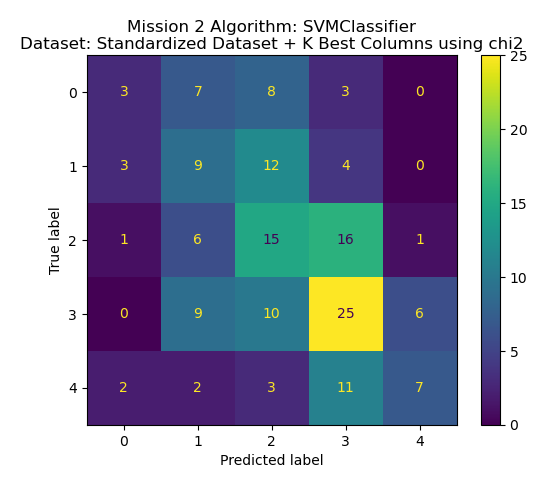 Mission 2 Algorithm: SVMClassifier
Dataset: Standardized Dataset + K Best Columns using chi2
0 3 7 8 3 0
1 3 9 12 4 0
2 1 6 15 16 1
3 0 9 10 25 6
4 2 2 3 11 7
0 1 2 3 4
True label
Predicted label
25
20
15
10
5
0